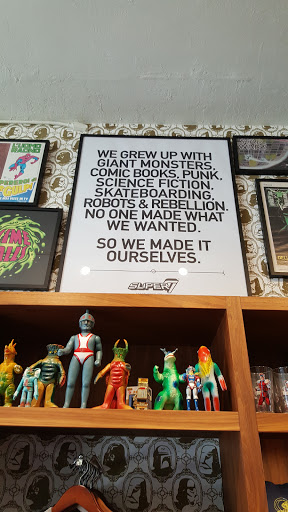 WE GREW UP WITH
GIANT MONSTERS,
COMIC BOOKS, PUNK,
SCIENCE FICTION,
SKATEBOARDING,
ROBOTS & REBELLION.
NO ONE MADE WHAT
WE WANTED.
SO WE MADE IT
OURSELVES.
SUPER7